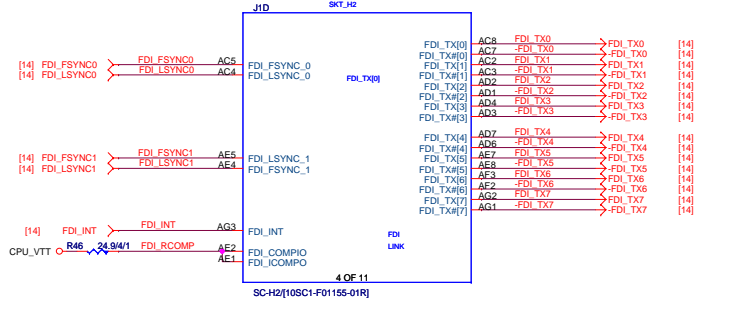 J1D SKT_H2
[14] FDI_FSYNC0 FDI_FSYNC0 AC5 FDI_FSYNC_0
[14] FDI_LSYNC0 FDI_LSYNC0 AC4 FDI_LSYNC_0
FDI_TX[0]
FDI_TX[0] AC8 FDI_TX0 FDI_TX0 [14]
FDI_TX#[0] AC7 -FDI_TX0 -FDI_TX0 [14]
FDI_TX[1] AC2 FDI_TX1 FDI_TX1 [14]
FDI_TX#[1] AC3 -FDI_TX1 -FDI_TX1 [14]
FDI_TX[2] AD2 FDI_TX2 FDI_TX2 [14]
FDI_TX#[2] AD1 -FDI_TX2 -FDI_TX2 [14]
FDI_TX[3] AD4 FDI_TX3 FDI_TX3 [14]
FDI_TX#[3] AD3 -FDI_TX3 -FDI_TX3 [14]
[14] FDI_FSYNC1 FDI_FSYNC1 AE5 FDI_LSYNC_1
[14] FDI_LSYNC1 FDI_LSYNC1 AE4 FDI_FSYNC_1
FDI_TX[4] AD7 FDI_TX4 FDI_TX4 [14]
FDI_TX#[4] AD6 -FDI_TX4 -FDI_TX4 [14]
FDI_TX[5] AE7 FDI_TX5 FDI_TX5 [14]
FDI_TX#[5] AE8 -FDI_TX5 -FDI_TX5 [14]
FDI_TX[6] AF3 FDI_TX6 FDI_TX6 [14]
FDI_TX#[6] AF2 -FDI_TX6 -FDI_TX6 [14]
FDI_TX[7] AG2 FDI_TX7 FDI_TX7 [14]
FDI_TX#[7] AG1 -FDI_TX7 -FDI_TX7 [14]
[14] FDI_INT FDI_INT AG3 FDI_INT
FDI
LINK
CPU_VTT R46 24.9/4/1 FDI_RCOMP AE2 FDI_COMPIO
AE1 FDI_ICOMPO
4 OF 11
SC-H2/[10SC1-F01155-01R]